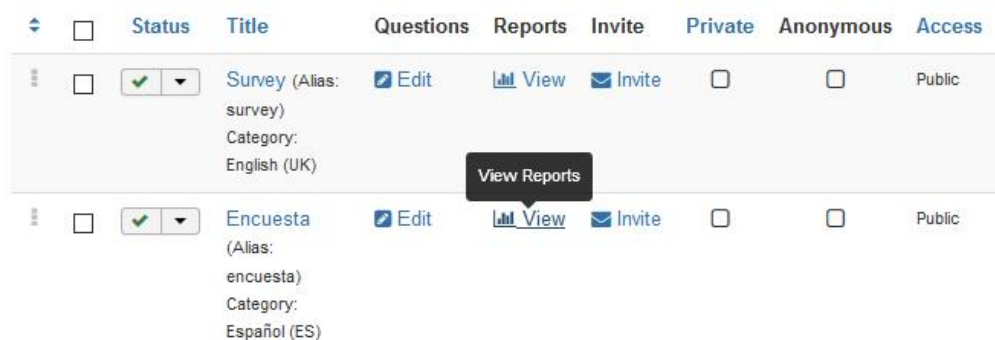 Status Title Questions Reports Invite Private Anonymous Access
Survey (Alias: Edit View Invite Public
survey)
Category:
English (UK)
View Reports
Encuesta Edit View Invite Public
(Alias:
encuesta)
Category:
Español (ES)